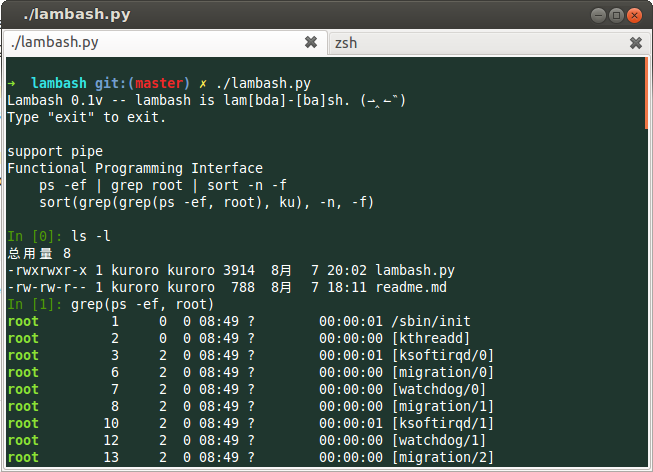 ./lambash.py
./lambash.py
zsh
→ lambash git:(master) ✗ ./lambash.py
Lambash 0.1v -- lambash is lam[bda]-[ba]sh. (⇀‸↼‶)
Type "exit" to exit.
support pipe
Functional Programming Interface
ps -ef | grep root | sort -n -f
sort(grep(grep(ps -ef, root), ku), -n, -f)
In [0]: ls -l
总用量 8
-rwxrwxr-x 1 kuroro kuroro 3914 8月 7 20:02 lambash.py
-rw-rw-r-- 1 kuroro kuroro 788 8月 7 18:11 readme.md
In [1]: grep(ps -ef, root)
root 1 0 0 08:49 ? 00:00:01 /sbin/init
root 2 0 0 08:49 ? 00:00:00 [kthreadd]
root 3 2 0 08:49 ? 00:00:01 [ksoftirqd/0]
root 6 2 0 08:49 ? 00:00:00 [migration/0]
root 7 2 0 08:49 ? 00:00:00 [watchdog/0]
root 8 2 0 08:49 ? 00:00:00 [migration/1]
root 10 2 0 08:49 ? 00:00:01 [ksoftirqd/1]
root 12 2 0 08:49 ? 00:00:00 [watchdog/1]
root 13 2 0 08:49 ? 00:00:00 [migration/2]